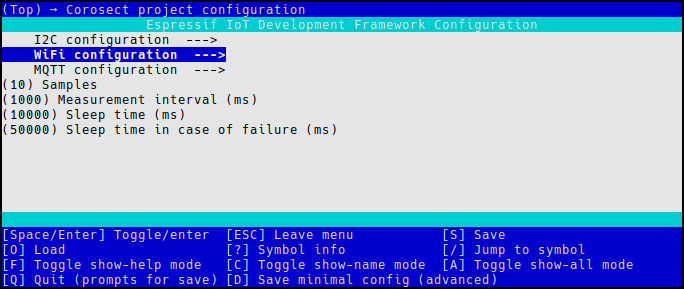 (Top) → Corosect project configuration
Espressif IoT Development Framework Configuration
I2C configuration --->
WiFi configuration --->
MQTT configuration --->
(10) Samples
(1000) Measurement interval (ms)
(10000) Sleep time (ms)
(50000) Sleep time in case of failure (ms)
[Space/Enter] Toggle/enter [ESC] Leave menu [S] Save
[O] Load [?] Symbol info [/] Jump to symbol
[F] Toggle show-help mode [C] Toggle show-name mode [A] Toggle show-all mode
[Q] Quit (prompts for save) [D] Save minimal config (advanced)